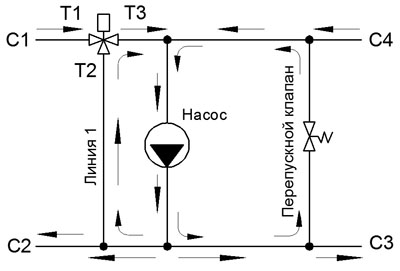 T1
T3
C1
C4
T2
Насос
Линия 1
Перепускной клапан
C2
C3